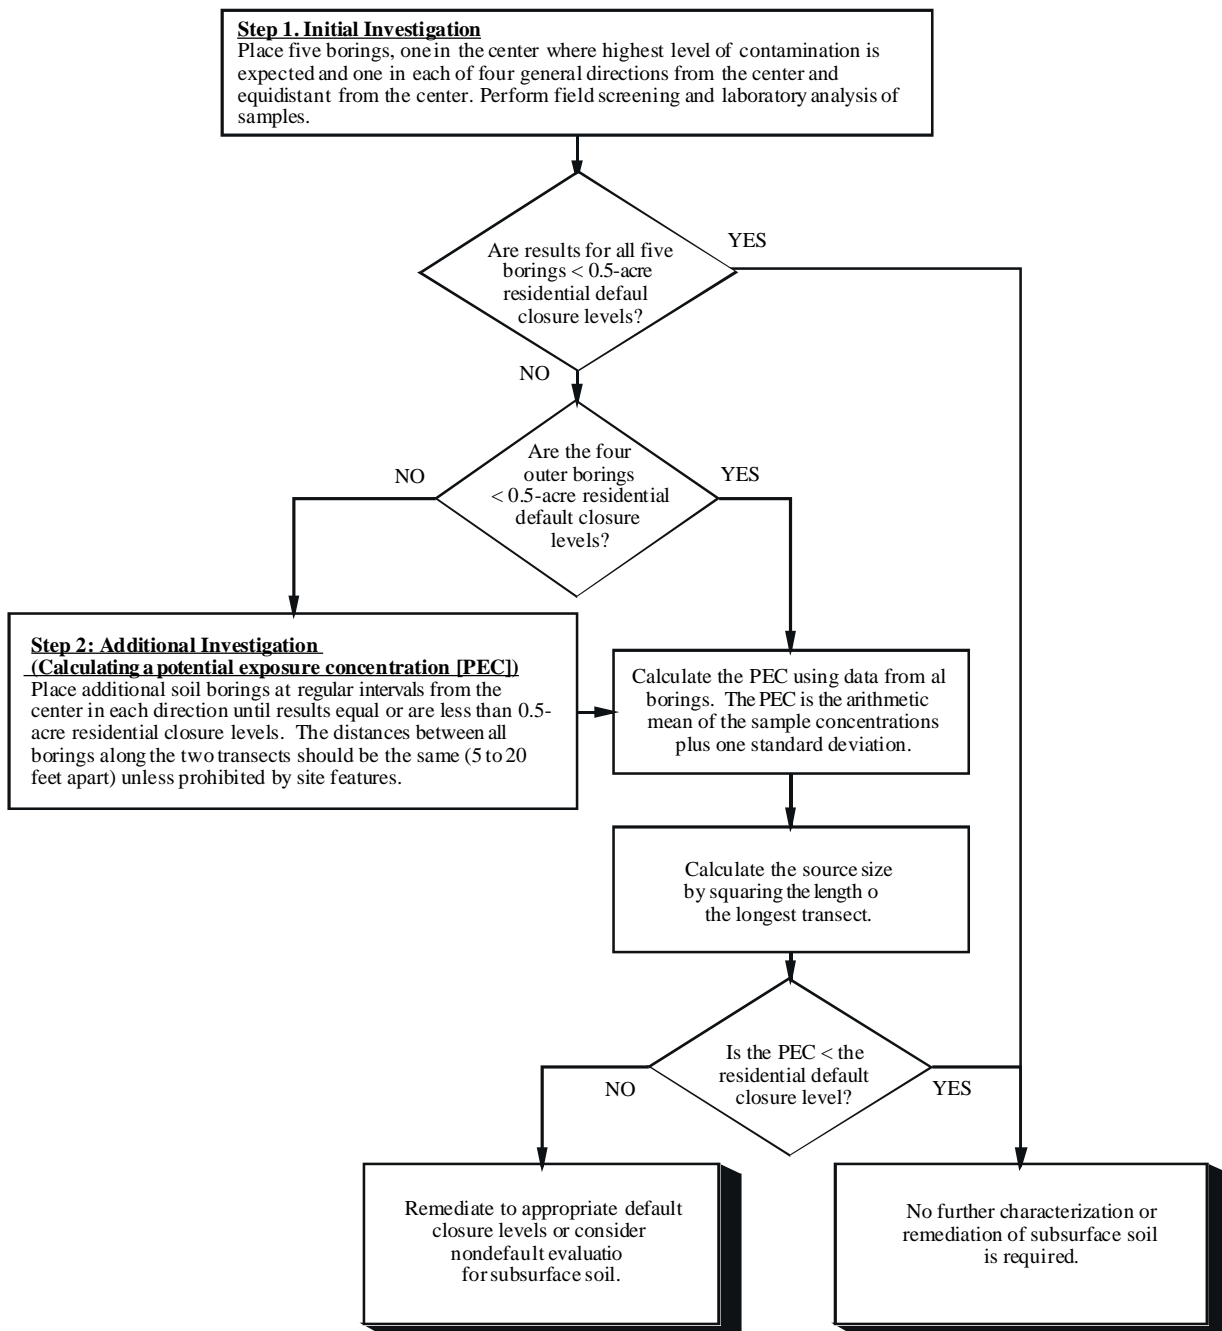 Step 1. Initial Investigation
Place five borings, one in the center where highest level of contamination is
expected and one in each of four general directions from the center and
equidistant from the center. Perform field screening and laboratory analysis of
samples.
Are results for all five
borings < 0.5-acre
residential defaul
closure levels?
YES
NO
Are the four
outer borings
< 0.5-acre residential
default closure
levels?
NO
YES
Step 2: Additional Investigation
(Calculating a potential exposure concentration [PEC])
Place additional soil borings at regular intervals from the
center in each direction until results equal or are less than 0.5-
acre residential closure levels. The distances between all
borings along the two transects should be the same (5 to 20
feet apart) unless prohibited by site features.
Calculate the PEC using data from al
borings. The PEC is the arithmetic
mean of the sample concentrations
plus one standard deviation.
Calculate the source size
by squaring the length o
the longest transect.
Is the PEC < the
residential default
closure level?
NO
YES
Remediate to appropriate default
closure levels or consider
nondefault evaluatio
for subsurface soil.
No further characterization or
remediation of subsurface soil
is required.